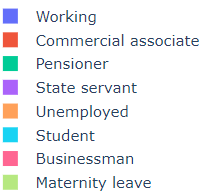 Working
Commercial associate
Pensioner
State servant
Unemployed
Student
Businessman
Maternity leave